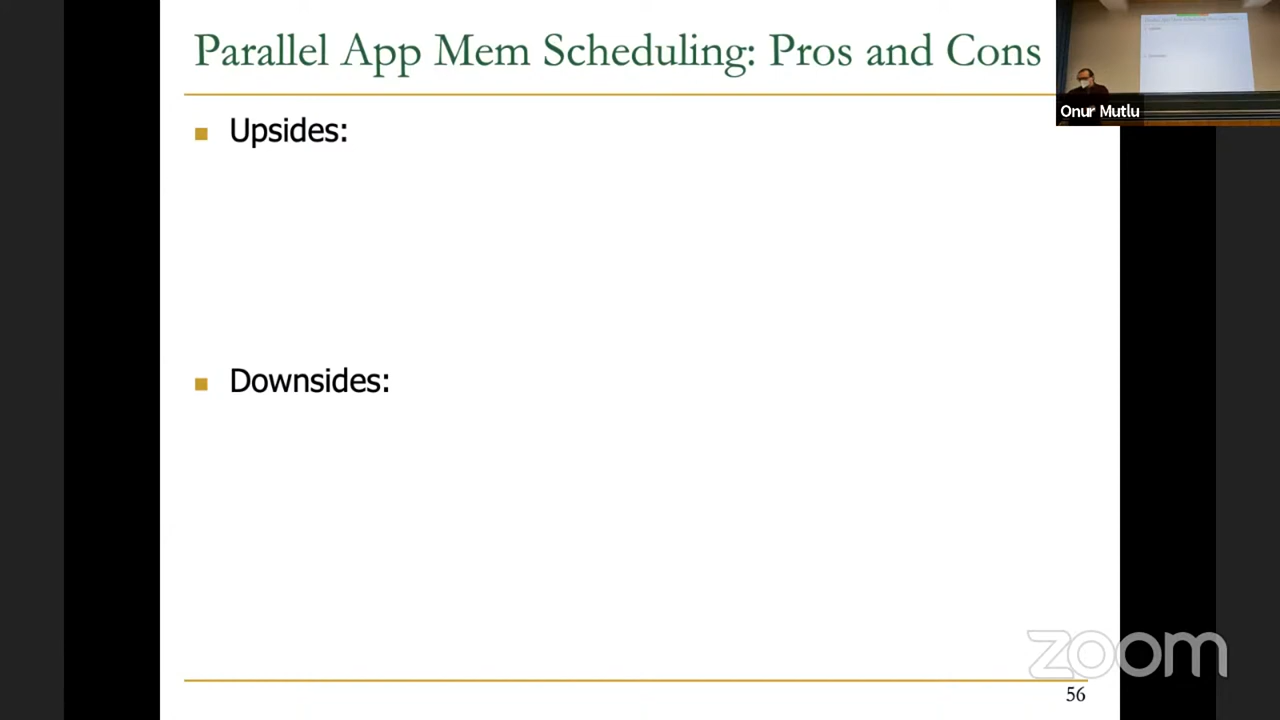 Parallel App Mem Scheduling: Pros and Cons
Upsides:
Downsides:
56
Onur Mutlu
zoom